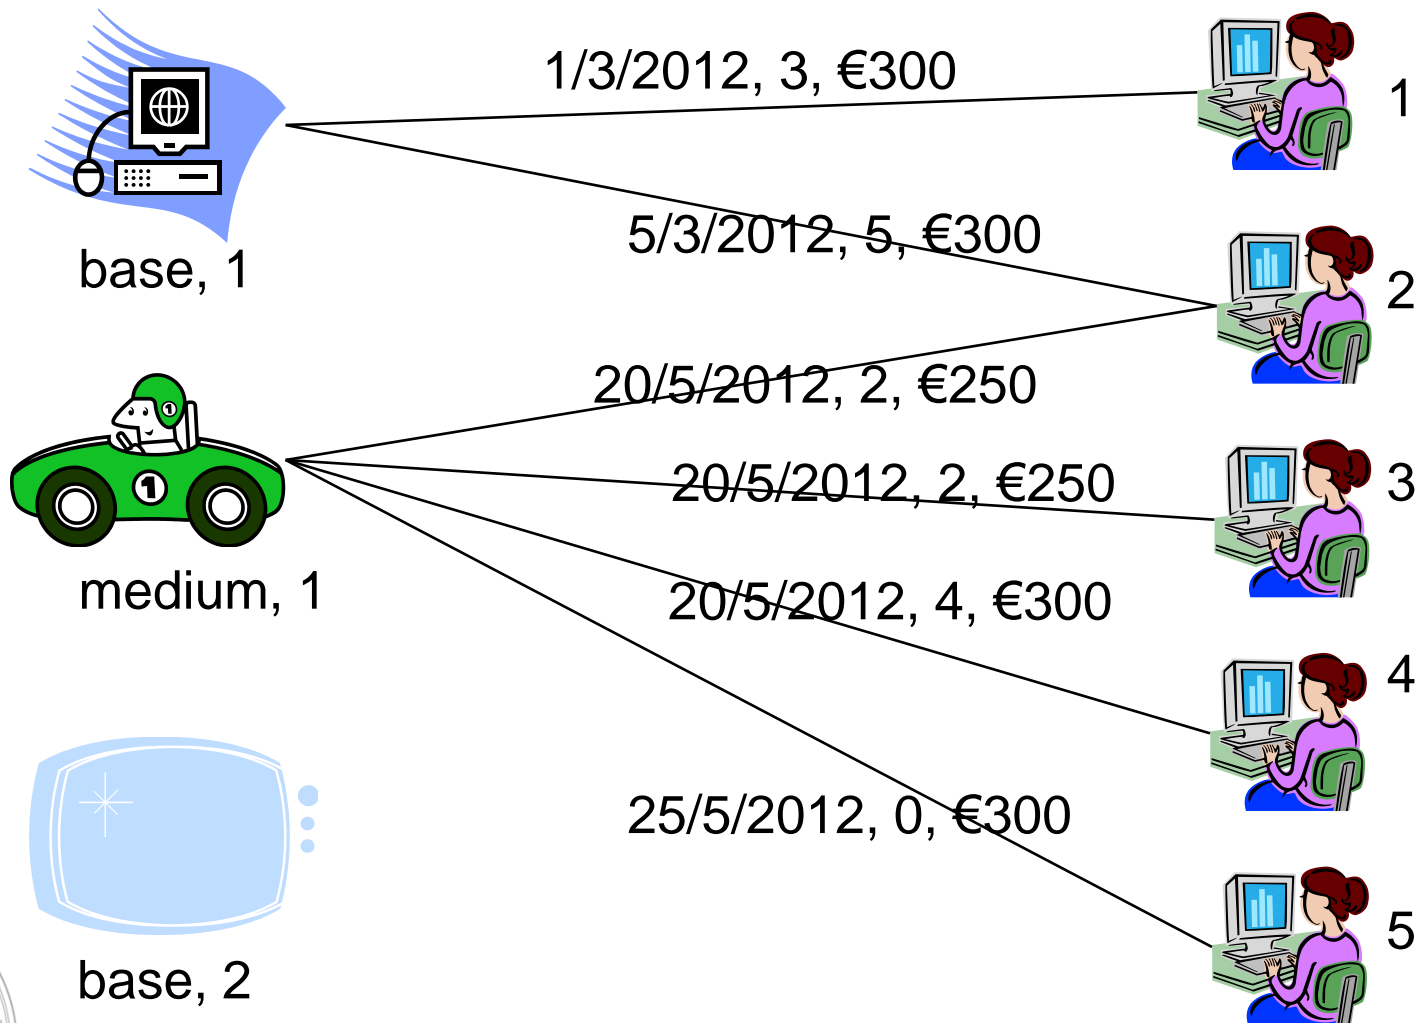 1/3/2012, 3, €300
1
base, 1
5/3/2012, 5, €300
2
20/5/2012, 2, €250
1
1
medium, 1
20/5/2012, 2, €250
3
20/5/2012, 4, €300
4
25/5/2012, 0, €300
5
base, 2